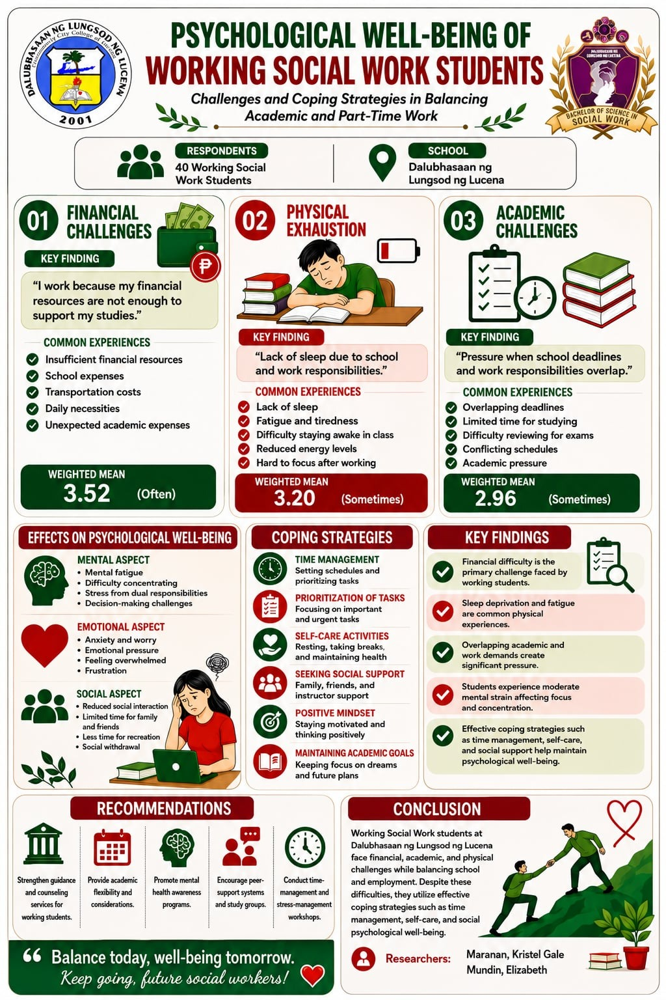 DALUBBASAAN NG LUNGSOD NG LUCENA
City College of Lucena
2001
PSYCHOLOGICAL WELL-BEING OF
WORKING SOCIAL WORK STUDENTS
Challenges and Coping Strategies in Balancing
Academic and Part-Time Work
BACHELOR OF SCIENCE IN
SOCIAL WORK
RESPONDENTS
40 Working Social
Work Students
SCHOOL
Dalubhasaan ng
Lungsod ng Lucena
01 FINANCIAL
CHALLENGES
KEY FINDING
"I work because my financial
resources are not enough to
support my studies."
COMMON EXPERIENCES
Insufficient financial resources
School expenses
Transportation costs
Daily necessities
Unexpected academic expenses
WEIGHTED MEAN
3.52 (Often)
02 PHYSICAL
EXHAUSTION
KEY FINDING
"Lack of sleep due to school
and work responsibilities."
COMMON EXPERIENCES
Lack of sleep
Fatigue and tiredness
Difficulty staying awake in class
Reduced energy levels
Hard to focus after working
WEIGHTED MEAN
3.20 (Sometimes)
03 ACADEMIC
CHALLENGES
KEY FINDING
"Pressure when school deadlines
and work responsibilities overlap."
COMMON EXPERIENCES
Overlapping deadlines
Limited time for studying
Difficulty reviewing for exams
Conflicting schedules
Academic pressure
WEIGHTED MEAN
2.96 (Sometimes)
EFFECTS ON PSYCHOLOGICAL WELL-BEING
MENTAL ASPECT
• Mental fatigue
• Difficulty concentrating
• Stress from dual responsibilities
• Decision-making challenges
EMOTIONAL ASPECT
• Anxiety and worry
• Emotional pressure
• Feeling overwhelmed
• Frustration
SOCIAL ASPECT
• Reduced social interaction
• Limited time for family
and friends
• Less time for recreation
• Social withdrawal
COPING STRATEGIES
TIME MANAGEMENT
Setting schedules and
prioritizing tasks
PRIORITIZATION OF TASKS
Focusing on important
and urgent tasks
SELF-CARE ACTIVITIES
Resting, taking breaks,
and maintaining health
SEEKING SOCIAL SUPPORT
Family, friends, and
instructor support
POSITIVE MINDSET
Staying motivated and
thinking positively
MAINTAINING ACADEMIC GOALS
Keeping focus on dreams
and future plans
KEY FINDINGS
Financial difficulty is the
primary challenge faced by
working students.
Sleep deprivation and fatigue
are common physical
experiences.
Overlapping academic and
work demands create
significant pressure.
Students experience moderate
mental strain affecting focus
and concentration.
Effective coping strategies such
as time management, self-care,
and social support help maintain
psychological well-being.
RECOMMENDATIONS
Strengthen guidance
and counseling
services for
working students.
Provide academic
flexibility and
considerations.
Promote mental
health awareness
programs.
Encourage peer-
support systems
and study groups.
Conduct time-
management and
stress-management
workshops.
"Balance today, well-being tomorrow.
Keep going, future social workers!
CONCLUSION
Working Social Work students at
Dalubhasaan ng Lungsod ng Lucena
face financial, academic, and physical
challenges while balancing school
and employment. Despite these
difficulties, they utilize effective
coping strategies such as time
management, self-care, and social
psychological well-being.
Researchers: Maranan, Kristel Gale
Mundin, Elizabeth